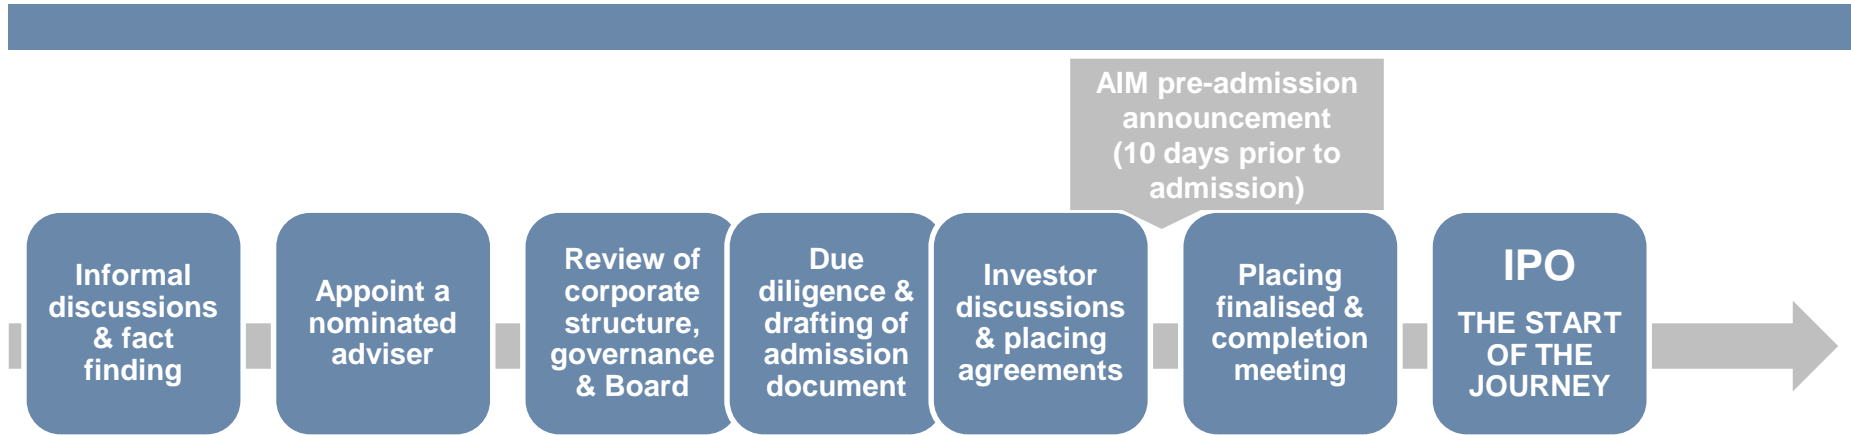 AIM pre-admission
announcement
(10 days prior to
admission)
Informal
discussions
& fact
finding
Appoint a
nominated
adviser
Review of
corporate
structure,
governance
& Board
Due
diligence &
drafting of
admission
document
Investor
discussions
& placing
agreements
Placing
finalised &
completion
meeting
IPO
THE START
OF THE
JOURNEY